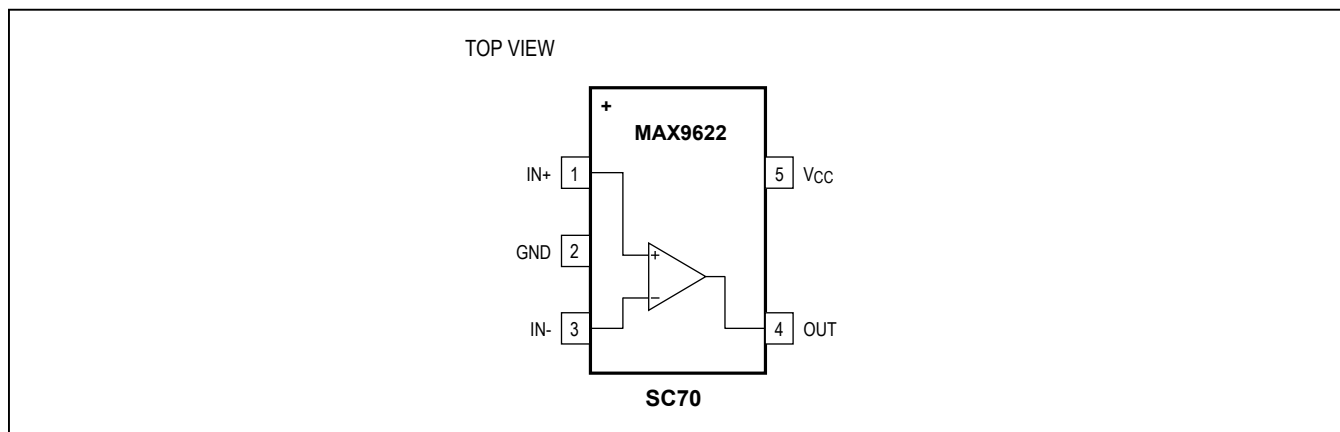 TOP VIEW
+
MAX9622
IN+ 1
5 VCC
GND 2
+
−
IN- 3
4 OUT
SC70